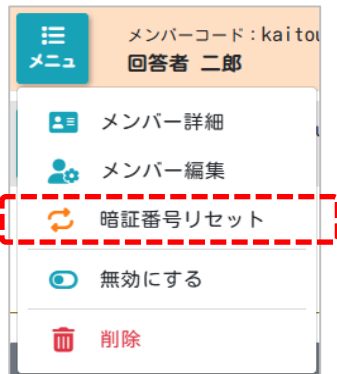 メニュ
メンバーコード：kaitou
回答者 二郎
メンバー詳細
メンバー編集
暗証番号リセット
無効にする
削除